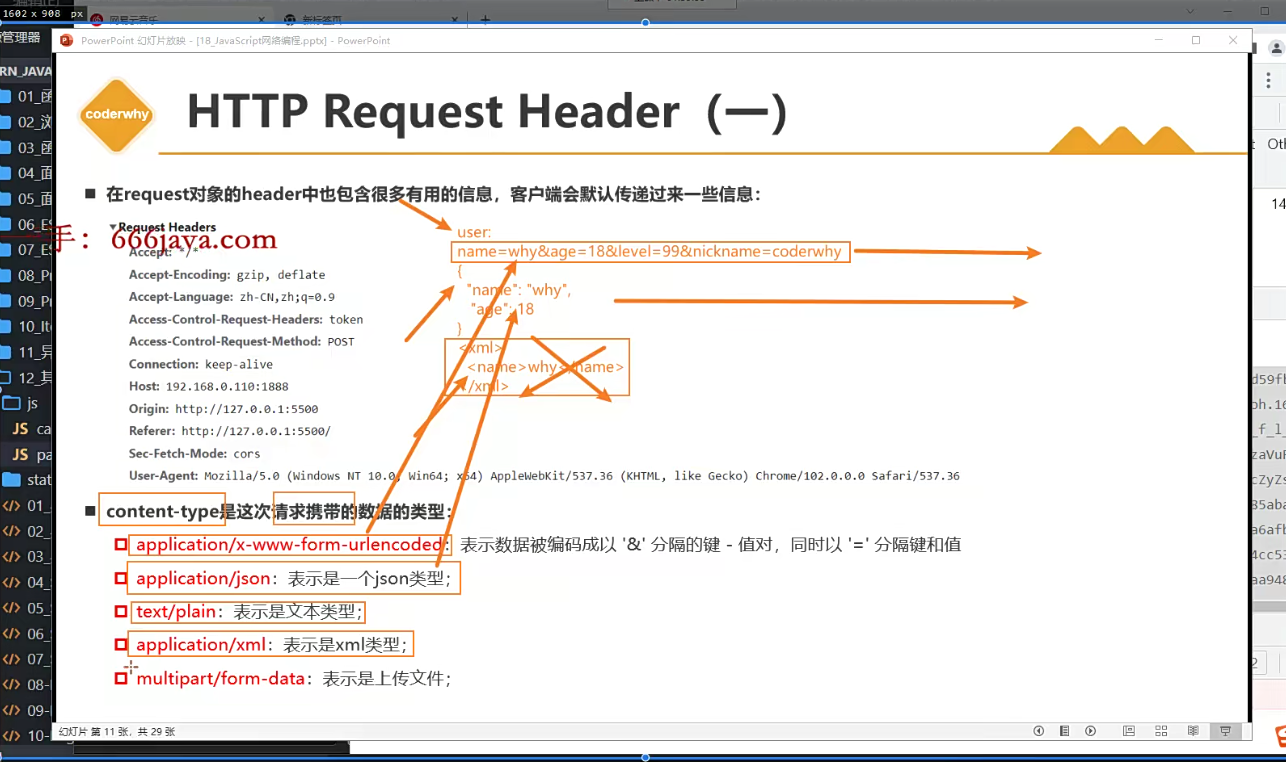 1602 x 908 px
网易云音乐
新标签页
管理器
PowerPoint 幻灯片放映 - [18_JavaScript网络编程.pptx] - PowerPoint
RN_JAVA
01_函
02_浏
03_函
04_面
05_面
06_ES
08_P
09_P
10_It
11_异
12_其
js
JS ca
JS pa
stat
01_
02_
03_
04_
05_
06_
07_
08-
09-
10-
coderwhy
HTTP Request Header（一）
在request对象的header中也包含很多有用的信息，客户端会默认传递过来一些信息：
Request Headers
手：666java.com
Accept: */*
Accept-Encoding: gzip, deflate
Accept-Language: zh-CN,zh;q=0.9
Access-Control-Request-Headers: token
Access-Control-Request-Method: POST
Connection: keep-alive
Host: 192.168.0.110:1888
Origin: http://127.0.0.1:5500
Referer: http://127.0.0.1:5500/
Sec-Fetch-Mode: cors
User-Agent: Mozilla/5.0 (Windows NT 10.0; Win64; x64) AppleWebKit/537.36 (KHTML, like Gecko) Chrome/102.0.0.0 Safari/537.36
user:
name=why&age=18&level=99&nickname=coderwhy
{
"name": "why",
"age": 18
}
<xml>
<name>why</name>
</xml>
content-type是这次请求携带的数据的类型：
application/x-www-form-urlencoded：表示数据被编码成以 '&' 分隔的键 - 值对，同时以 '=' 分隔键和值
application/json：表示是一个json类型；
text/plain：表示是文本类型；
application/xml：表示是xml类型；
multipart/form-data：表示是上传文件；
幻灯片 第 11 张，共 29 张
Oth
14